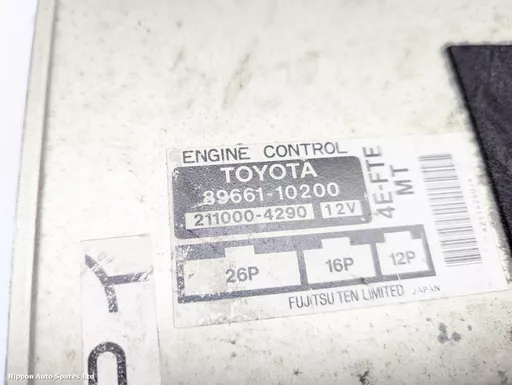 ENGINE CONTROL
TOYOTA
89661-10200
211000-4290 12V
4E-FTE
MT
26P 16P 12P
FUJITSU TEN LIMITED JAPAN
Nippon Auto Spares Ltd